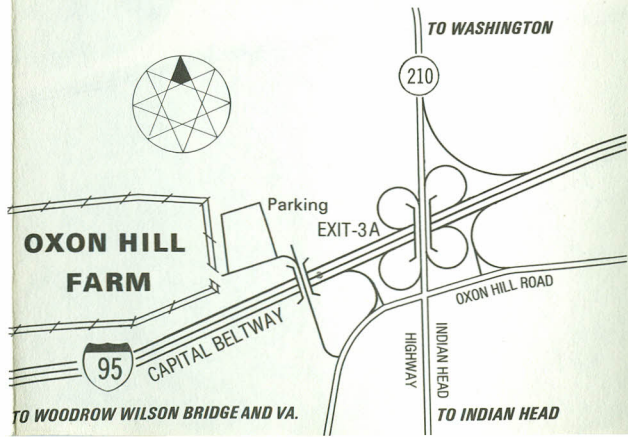 TO WASHINGTON
210
Parking
EXIT-3A
OXON HILL
FARM
OXON HILL ROAD
CAPITAL BELTWAY
95
INDIAN HEAD
HIGHWAY
TO WOODROW WILSON BRIDGE AND VA.
TO INDIAN HEAD